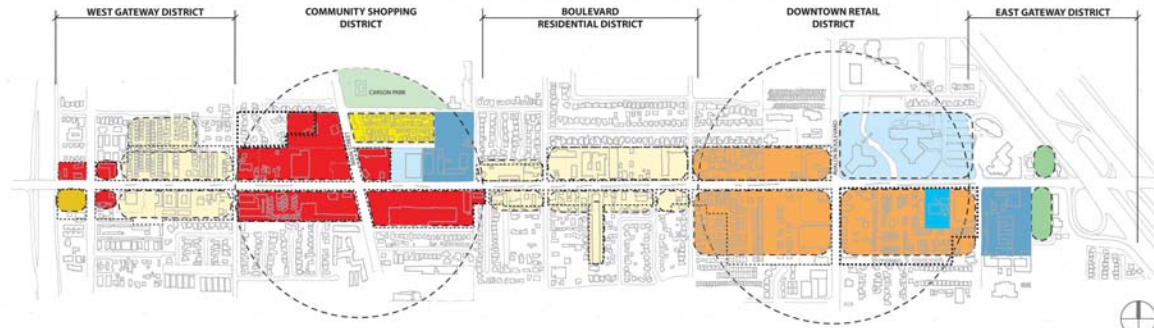 WEST GATEWAY DISTRICT
COMMUNITY SHOPPING
DISTRICT
BOULEVARD
RESIDENTIAL DISTRICT
DOWNTOWN RETAIL
DISTRICT
EAST GATEWAY DISTRICT
CARSON PARK